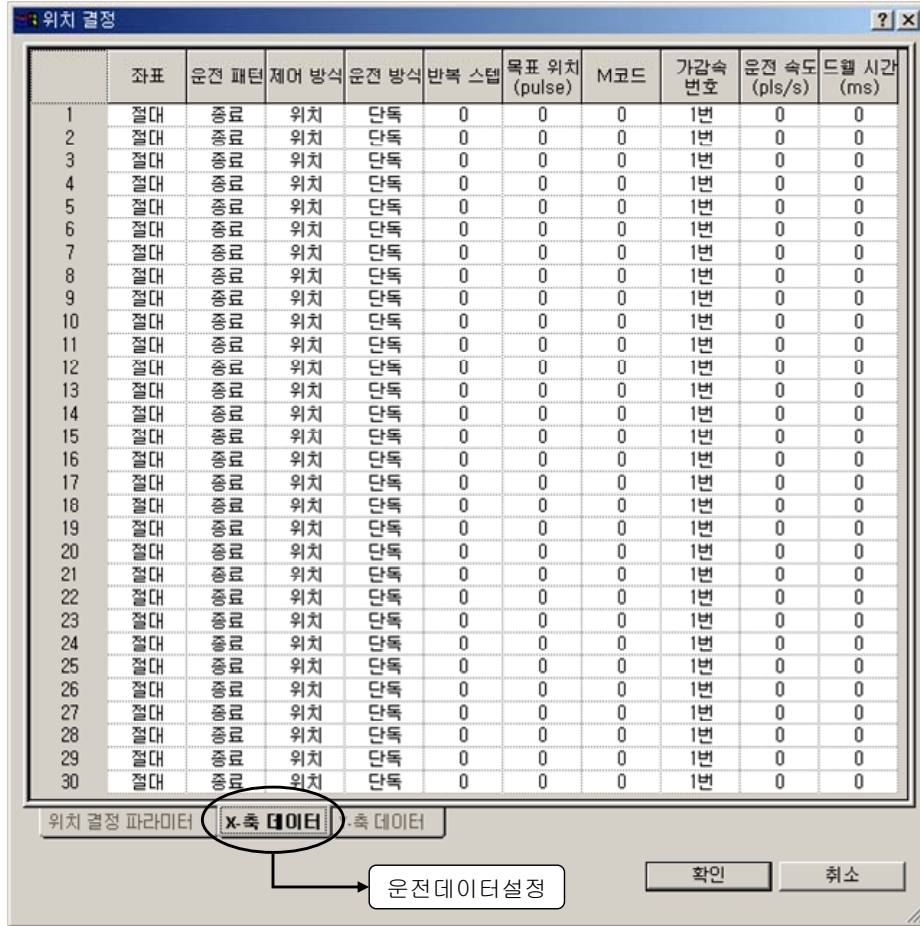 위치 결정
좌표 운전 패턴 제어 방식 운전 방식 반복 스텝 목표 위치 (pulse) M코드 가감속 번호 운전 속도 (pls/s) 드웰 시간 (ms)
1 절대 종료 위치 단독 0 0 0 1번 0 0
2 절대 종료 위치 단독 0 0 0 1번 0 0
3 절대 종료 위치 단독 0 0 0 1번 0 0
4 절대 종료 위치 단독 0 0 0 1번 0 0
5 절대 종료 위치 단독 0 0 0 1번 0 0
6 절대 종료 위치 단독 0 0 0 1번 0 0
7 절대 종료 위치 단독 0 0 0 1번 0 0
8 절대 종료 위치 단독 0 0 0 1번 0 0
9 절대 종료 위치 단독 0 0 0 1번 0 0
10 절대 종료 위치 단독 0 0 0 1번 0 0
11 절대 종료 위치 단독 0 0 0 1번 0 0
12 절대 종료 위치 단독 0 0 0 1번 0 0
13 절대 종료 위치 단독 0 0 0 1번 0 0
14 절대 종료 위치 단독 0 0 0 1번 0 0
15 절대 종료 위치 단독 0 0 0 1번 0 0
16 절대 종료 위치 단독 0 0 0 1번 0 0
17 절대 종료 위치 단독 0 0 0 1번 0 0
18 절대 종료 위치 단독 0 0 0 1번 0 0
19 절대 종료 위치 단독 0 0 0 1번 0 0
20 절대 종료 위치 단독 0 0 0 1번 0 0
21 절대 종료 위치 단독 0 0 0 1번 0 0
22 절대 종료 위치 단독 0 0 0 1번 0 0
23 절대 종료 위치 단독 0 0 0 1번 0 0
24 절대 종료 위치 단독 0 0 0 1번 0 0
25 절대 종료 위치 단독 0 0 0 1번 0 0
26 절대 종료 위치 단독 0 0 0 1번 0 0
27 절대 종료 위치 단독 0 0 0 1번 0 0
28 절대 종료 위치 단독 0 0 0 1번 0 0
29 절대 종료 위치 단독 0 0 0 1번 0 0
30 절대 종료 위치 단독 0 0 0 1번 0 0
위치 결정 파라미터 X-축 데이터 축 데이터
확인 취소
운전데이터설정